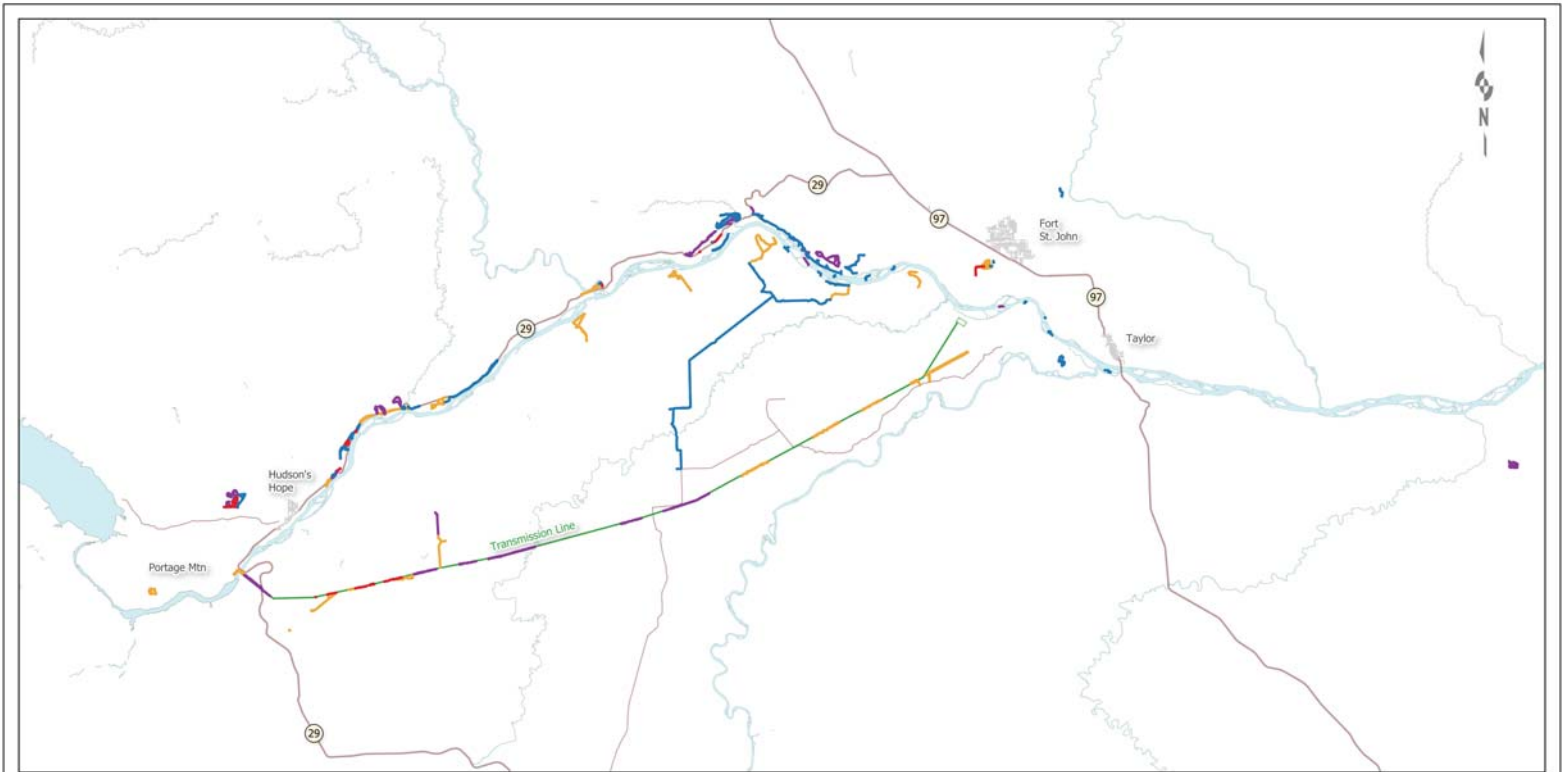 N
29
97
Fort
St. John
97
29
Taylor
Hudson's
Hope
Transmission Line
Portage Mtn
29